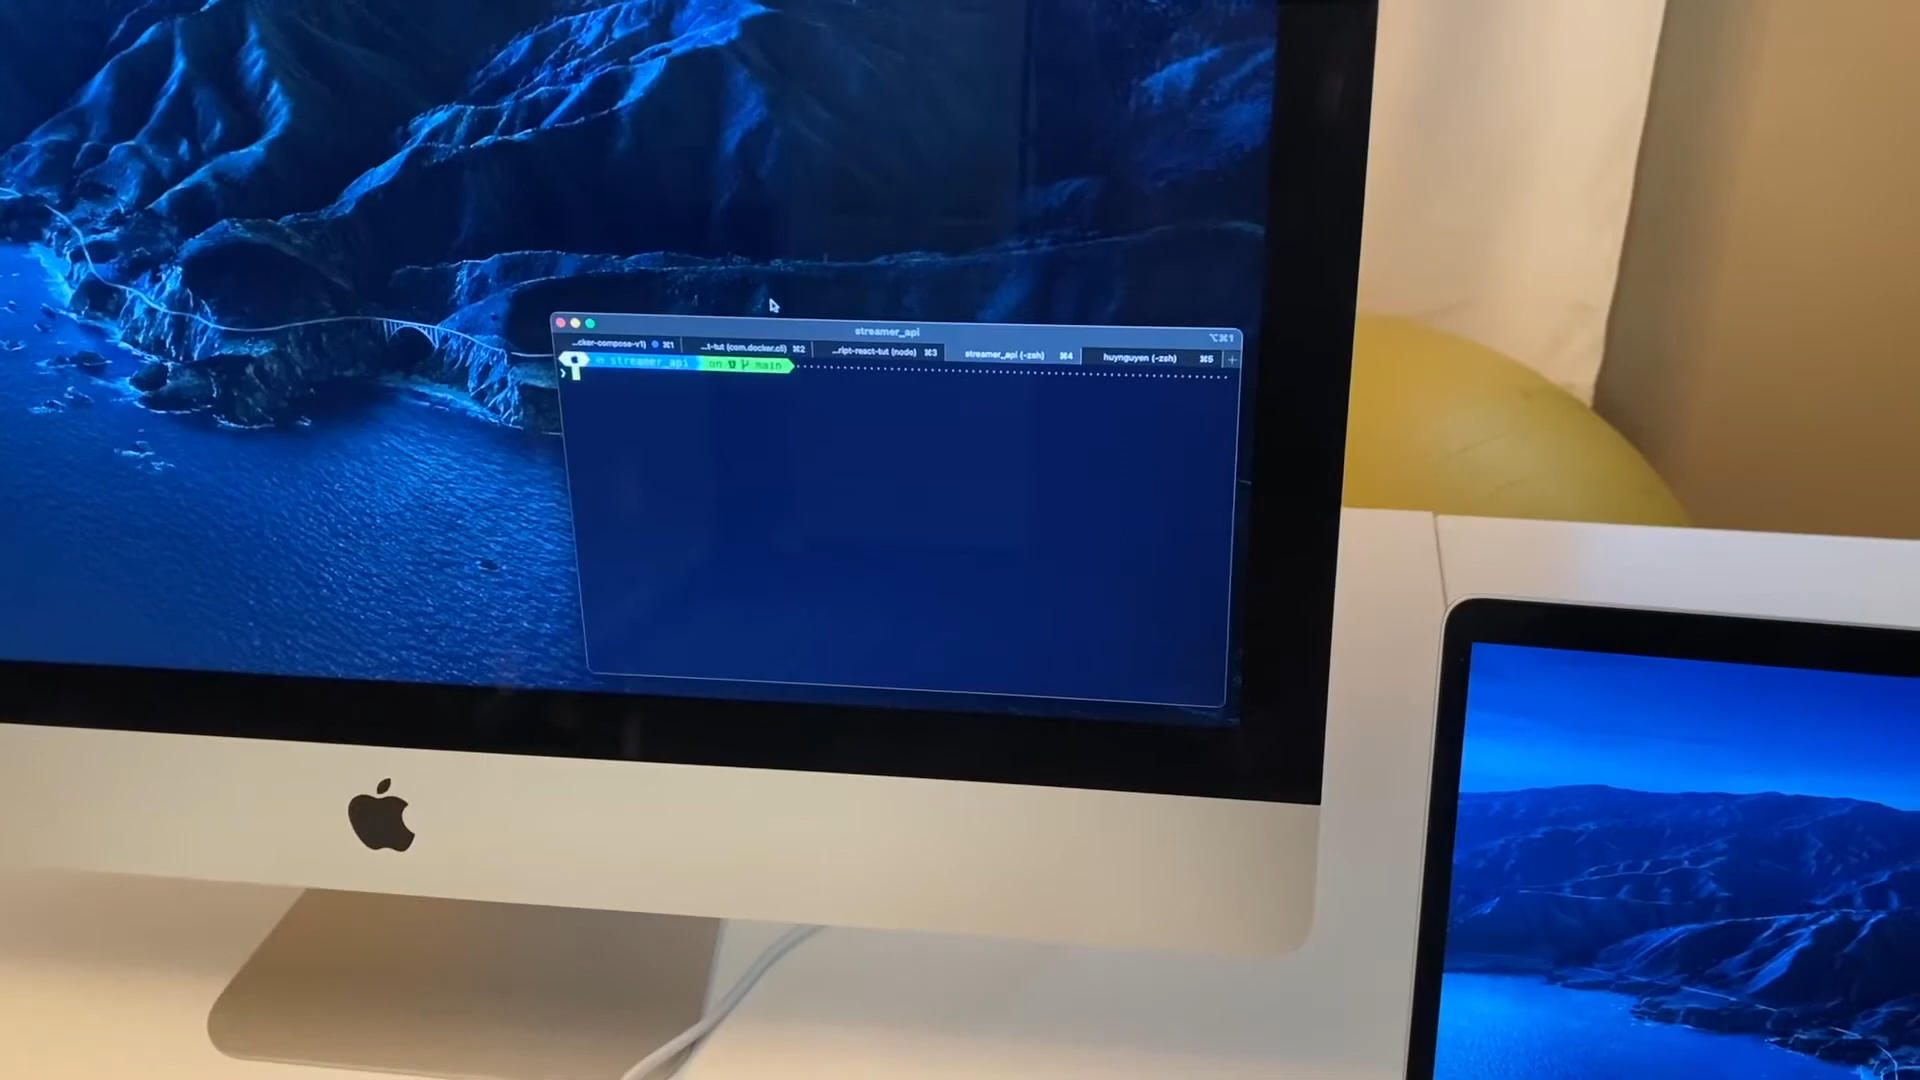 streamer_api
⌥⌘1
...cker-compose-v1) ⌘1 ...t-tut (com.docker.cli) ⌘2 ...ript-react-tut (node) ⌘3 streamer_api (-zsh) ⌘4 huynguyen (-zsh) ⌘5 +
streamer_api on main